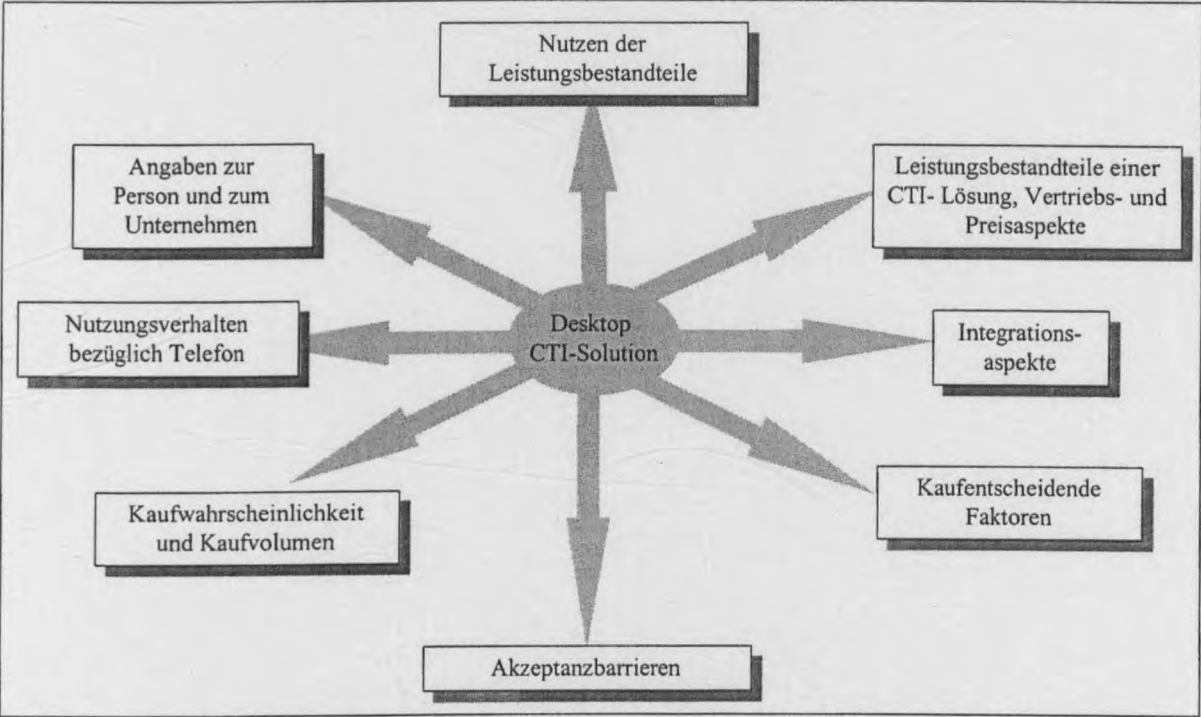 Nutzen der
Leistungsbestandteile
Angaben zur
Person und zum
Unternehmen
Leistungsbestandteile einer
CTI- Lösung, Vertriebs- und
Preisaspekte
Nutzungsverhalten
bezüglich Telefon
Desktop
CTI-Solution
Integrations-
aspekte
Kaufwahrscheinlichkeit
und Kaufvolumen
Kaufentscheidende
Faktoren
Akzeptanzbarrieren